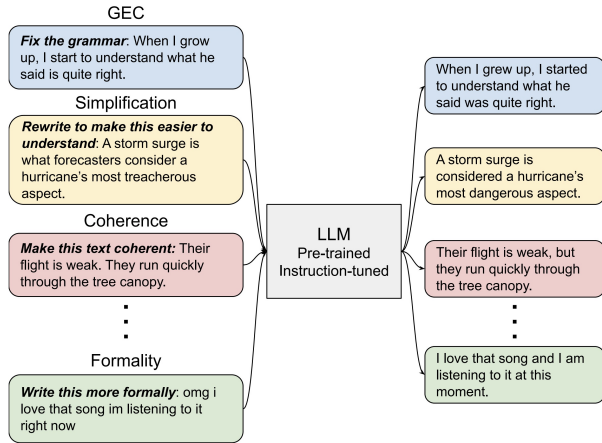 GEC
Fix the grammar: When I grow
up, I start to understand what he
said is quite right.
Simplification
Rewrite to make this easier to
understand: A storm surge is
what forecasters consider a
hurricane's most treacherous
aspect.
Coherence
Make this text coherent: Their
flight is weak. They run quickly
through the tree canopy.
Formality
Write this more formally: omg i
love that song im listening to it
right now
LLM
Pre-trained
Instruction-tuned
When I grew up, I started
to understand what he
said was quite right.
A storm surge is
considered a hurricane's
most dangerous aspect.
Their flight is weak, but
they run quickly through
the tree canopy.
I love that song and I am
listening to it at this
moment.